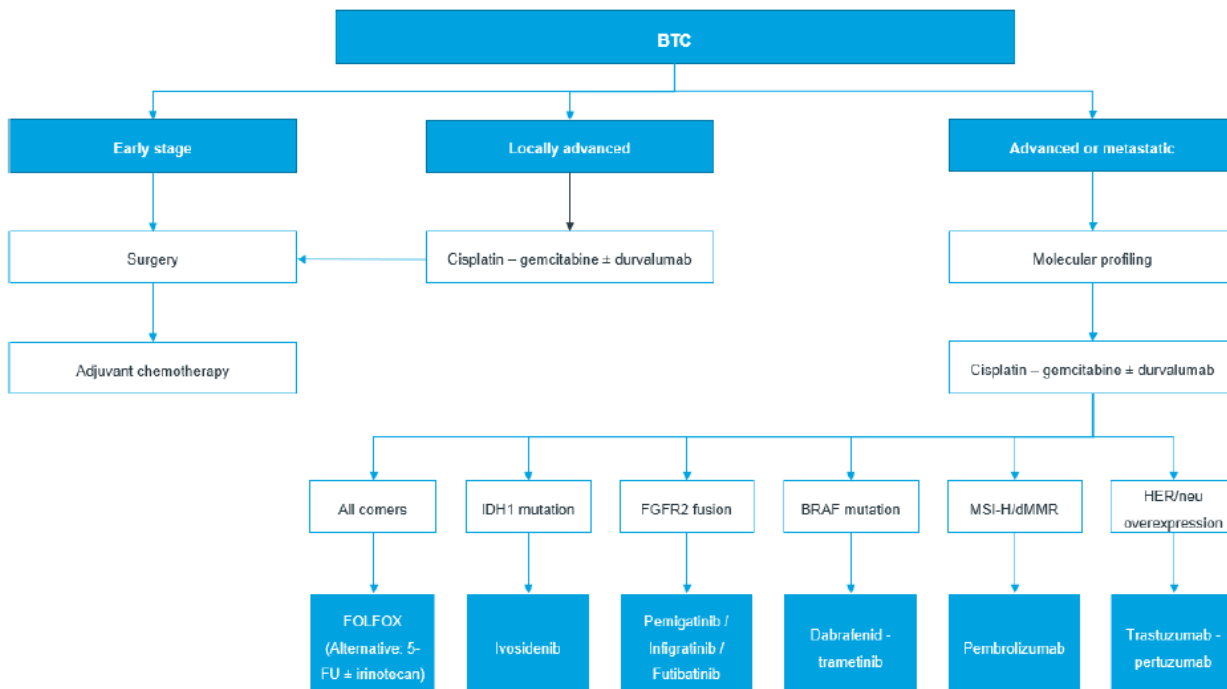 BTC
Early stage
Locally advanced
Advanced or metastatic
Surgery
Cisplatin – gemcitabine ± durvalumab
Molecular profiling
Adjuvant chemotherapy
Cisplatin – gemcitabine ± durvalumab
All comers
IDH1 mutation
FGFR2 fusion
BRAF mutation
MSI-H/dMMR
HER/neu
overexpression
FOLFOX
(Alternative: 5-
FU ± irinotecan)
Ivosidenib
Pemigatinib /
Infigratinib /
Futibatinib
Dabrafenid -
trametinib
Pembrolizumab
Trastuzumab -
pertuzumab